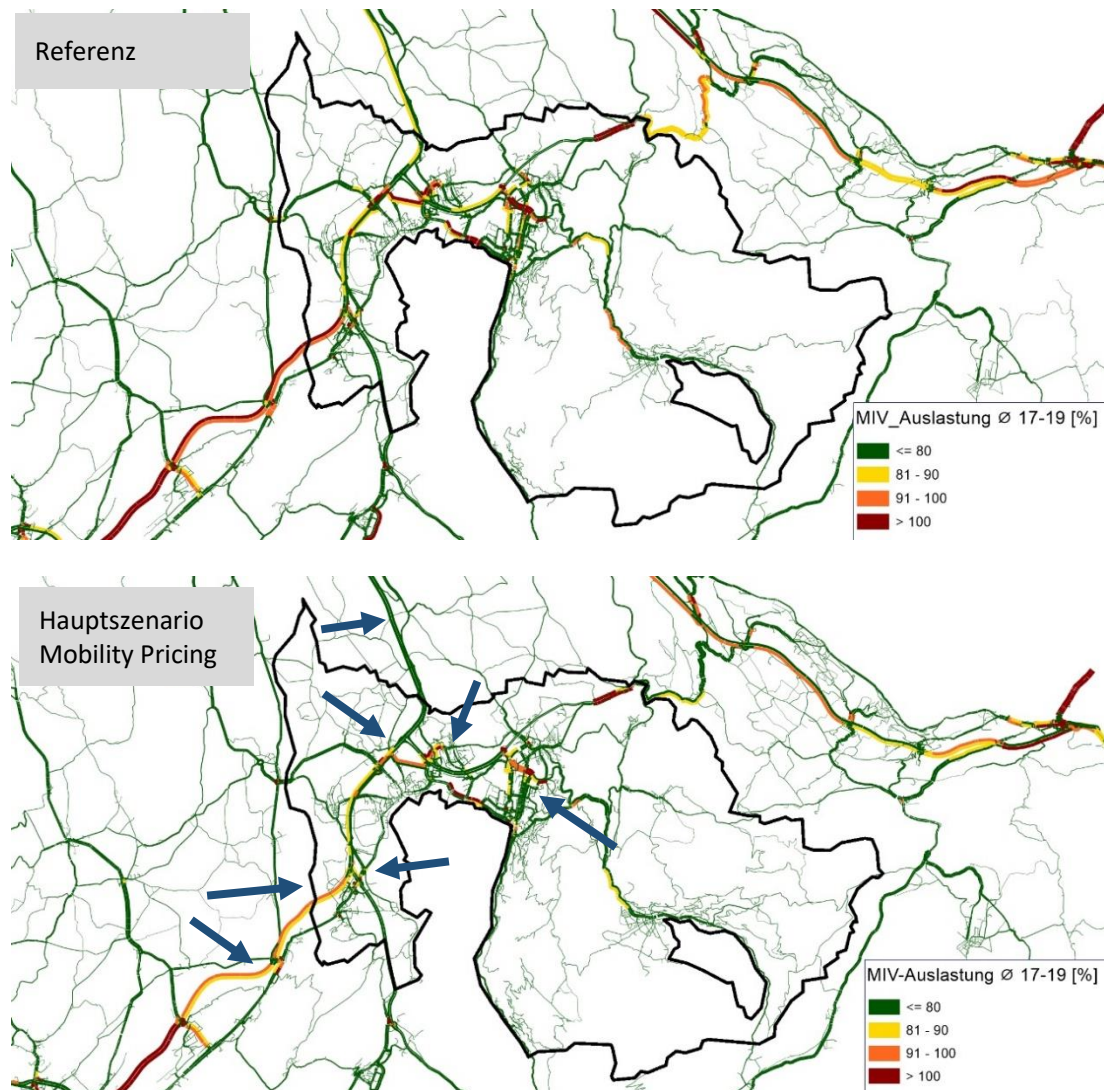 Referenz
MIV_Auslastung Ø 17-19 [%]
<= 80
81 - 90
91 - 100
> 100
Hauptszenario
Mobility Pricing
MIV-Auslastung Ø 17-19 [%]
<= 80
81 - 90
91 - 100
> 100